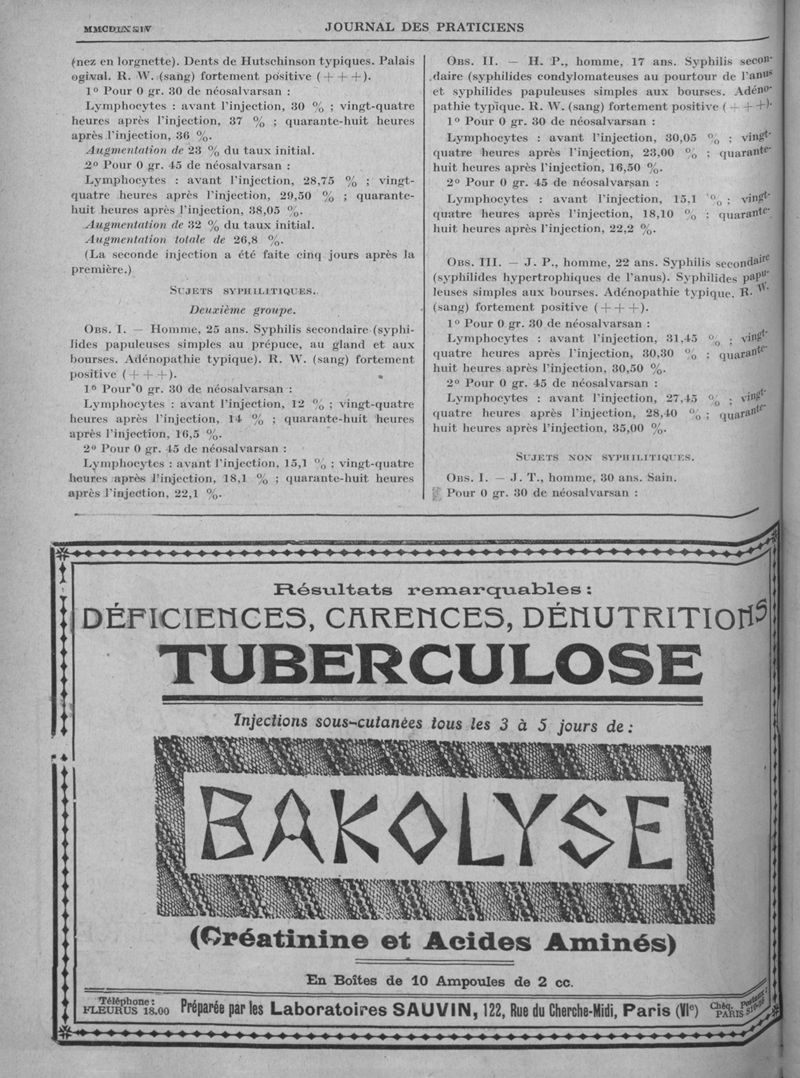 JOURNAL DES PRATICIENS
(nez en lorgnette). Dents de Hutschinson typiques. Palais
ogival. R. W. (sang) fortement positive (+ + +).
1° Pour 0 gr. 30 de néosalvarsan :
Lymphocytes : avant l'injection, 30 % ; vingt-quatre
heures après l'injection, 37 % ; quarante-huit heures
après l'injection, 36 %.
Augmentation de 23 % du taux initial.
2° Pour 0 gr. 45 de néosalvarsan :
Lymphocytes : avant l'injection, 28,75 % ; vingt-
quatre heures après l'injection, 29,50 % ; quarante-
huit heures après l'injection, 38,05 %.
Augmentation de 32 % du taux initial.
Augmentation totale de 26,8 %.
(La seconde injection a été faite cinq jours après la
première.)
SUJETS SYPHILITIQUES.
Deuxième groupe.
OBS. I. — Homme, 25 ans. Syphilis secondaire (syphi-
lides papuleuses simples au prépuce, au gland et aux
bourses. Adénopathie typique). R. W. (sang) fortement
positive (+ + +).
1° Pour 0 gr. 30 de néosalvarsan :
Lymphocytes : avant l'injection, 12 % ; vingt-quatre
heures après l'injection, 14 % ; quarante-huit heures
après l'injection, 16,5 %.
2° Pour 0 gr. 45 de néosalvarsan :
Lymphocytes : avant l'injection, 15,1 % ; vingt-quatre
heures après l'injection, 18,1 % ; quarante-huit heures
après l'injection, 22,1 %.
OBS. II. — H. P., homme, 17 ans. Syphilis secon-
daire (syphilides condylomateuses au pourtour de l'anus
et syphilides papuleuses simples aux bourses. Adéno-
pathie typique. R. W. (sang) fortement positive (+ + +).
1° Pour 0 gr. 30 de néosalvarsan :
Lymphocytes : avant l'injection, 30,05 % ; vingt-
quatre heures après l'injection, 23,00 % ; quarante-
huit heures après l'injection, 16,50 %.
2° Pour 0 gr. 45 de néosalvarsan :
Lymphocytes : avant l'injection, 15,1 % ; vingt-
quatre heures après l'injection, 18,10 % ; quarante-
huit heures après l'injection, 22,2 %.
OBS. III. — J. P., homme, 22 ans. Syphilis secondaire
(syphilides hypertrophiques de l'anus). Syphilides papu-
leuses simples aux bourses. Adénopathie typique. R. W.
(sang) fortement positive (+ + +).
1° Pour 0 gr. 30 de néosalvarsan :
Lymphocytes : avant l'injection, 31,45 % ; vingt-
quatre heures après l'injection, 30,30 % ; quarante-
huit heures après l'injection, 30,50 %.
2° Pour 0 gr. 45 de néosalvarsan :
Lymphocytes : avant l'injection, 27,45 % ; vingt-
quatre heures après l'injection, 28,40 % ; quarante-
huit heures après l'injection, 35,00 %.
SUJETS NON SYPHILITIQUES.
OBS. I. — J. T., homme, 30 ans. Sain.
Pour 0 gr. 30 de néosalvarsan :
Résultats remarquables :
DÉFICIENCES, CARENCES, DÉNUTRITIONS
TUBERCULOSE
Injections sous-cutanées tous les 3 à 5 jours de :
BAKOLYSE
(Créatinine et Acides Aminés)
En Boîtes de 10 Ampoules de 2 cc.
Téléphone :
FLEURUS 18.00
Préparée par les Laboratoires SAUVIN, 122, Rue du Cherche-Midi, Paris (VIe)
Chèq.
PARIS